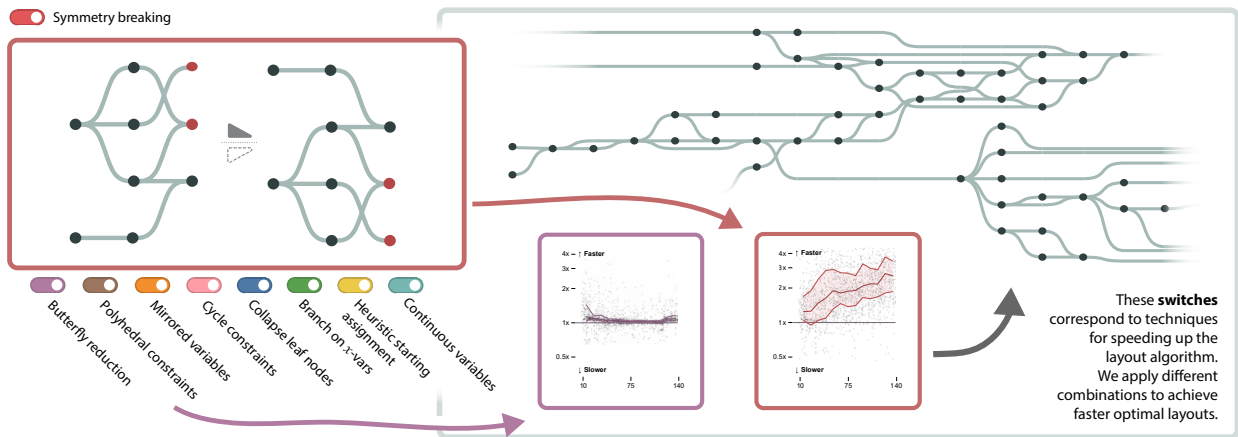 Symmetry breaking
Butterfly reduction
Polyhedral constraints
Mirrored variables
Cycle constraints
Collapse leaf nodes
Branch on x-vars
Heuristic starting
assignment
Continuous variables
4x ↑ Faster
3x
2x
1x
0.5x
↓ Slower
10 75 140
4x ↑ Faster
3x
2x
1x
0.5x
↓ Slower
10 75 140
These switches
correspond to techniques
for speeding up the
layout algorithm.
We apply different
combinations to achieve
faster optimal layouts.